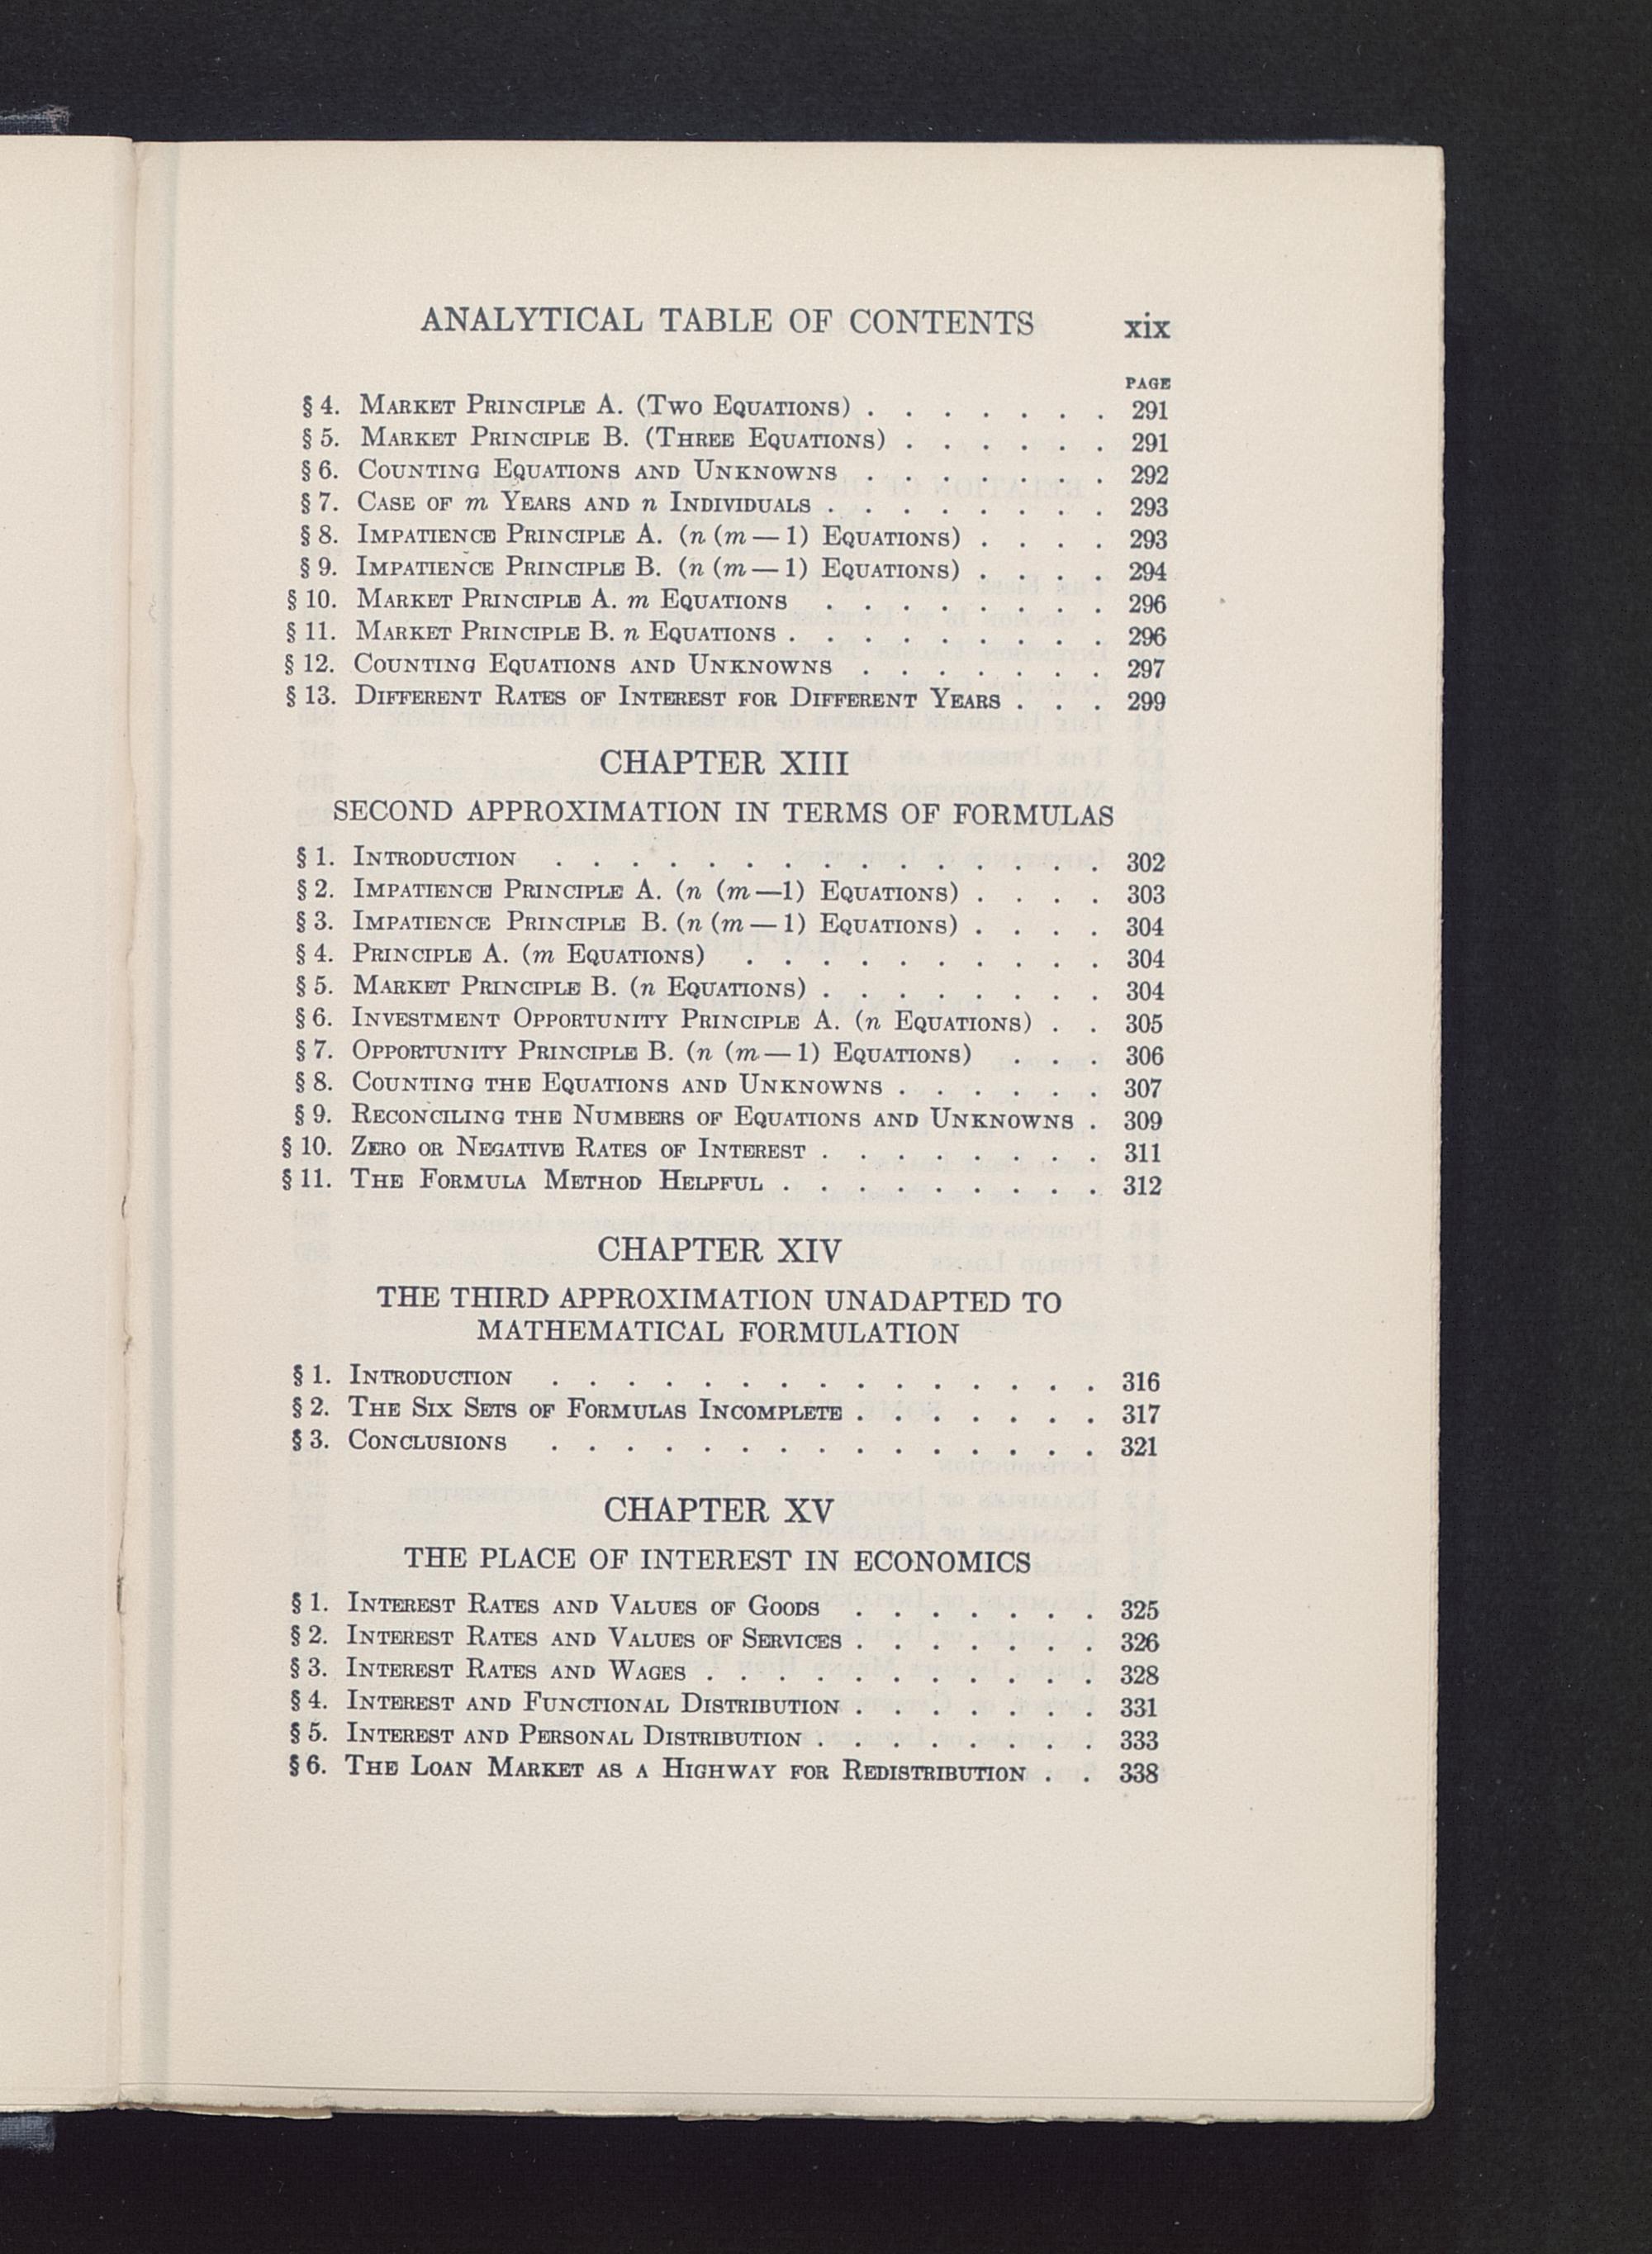 ANALYTICAL TABLE OF CONTENTS xix
PAGE
§ 4. Market Principle A. (Two Equations) . . . . . . . 291
§ 5. Market Principle B. (Three Equations) . . . . . . 291
§ 6. Counting Equations and Unknowns . . . . . . . 292
§ 7. Case of m Years and n Individuals . . . . . . . . 293
§ 8. Impatience Principle A. (n (m — 1) Equations) . . . . 293
§ 9. Impatience Principle B. (n (m — 1) Equations) . . . . 294
§ 10. Market Principle A. m Equations . . . . . . . . 296
§ 11. Market Principle B. n Equations . . . . . . . . . 296
§ 12. Counting Equations and Unknowns . . . . . . . 297
§ 13. Different Rates of Interest for Different Years . . . 299
CHAPTER XIII
SECOND APPROXIMATION IN TERMS OF FORMULAS
§ 1. Introduction . . . . . . . . . . . . . . . 302
§ 2. Impatience Principle A. (n (m —1) Equations) . . . . 303
§ 3. Impatience Principle B. (n (m — 1) Equations) . . . . 304
§ 4. Principle A. (m Equations) . . . . . . . . . . 304
§ 5. Market Principle B. (n Equations) . . . . . . . . 304
§ 6. Investment Opportunity Principle A. (n Equations) . . 305
§ 7. Opportunity Principle B. (n (m — 1) Equations) . . . 306
§ 8. Counting the Equations and Unknowns . . . . . . 307
§ 9. Reconciling the Numbers of Equations and Unknowns . 309
§ 10. Zero or Negative Rates of Interest . . . . . . . . 311
§ 11. The Formula Method Helpful . . . . . . . . . 312
CHAPTER XIV
THE THIRD APPROXIMATION UNADAPTED TO
MATHEMATICAL FORMULATION
§ 1. Introduction . . . . . . . . . . . . . . . 316
§ 2. The Six Sets of Formulas Incomplete . . . . . . . 317
§ 3. Conclusions . . . . . . . . . . . . . . . 321
CHAPTER XV
THE PLACE OF INTEREST IN ECONOMICS
§ 1. Interest Rates and Values of Goods . . . . . . . 325
§ 2. Interest Rates and Values of Services . . . . . . . 326
§ 3. Interest Rates and Wages . . . . . . . . . . . 328
§ 4. Interest and Functional Distribution . . . . . . . 331
§ 5. Interest and Personal Distribution . . . . . . . . 333
§ 6. The Loan Market as a Highway for Redistribution . . 338